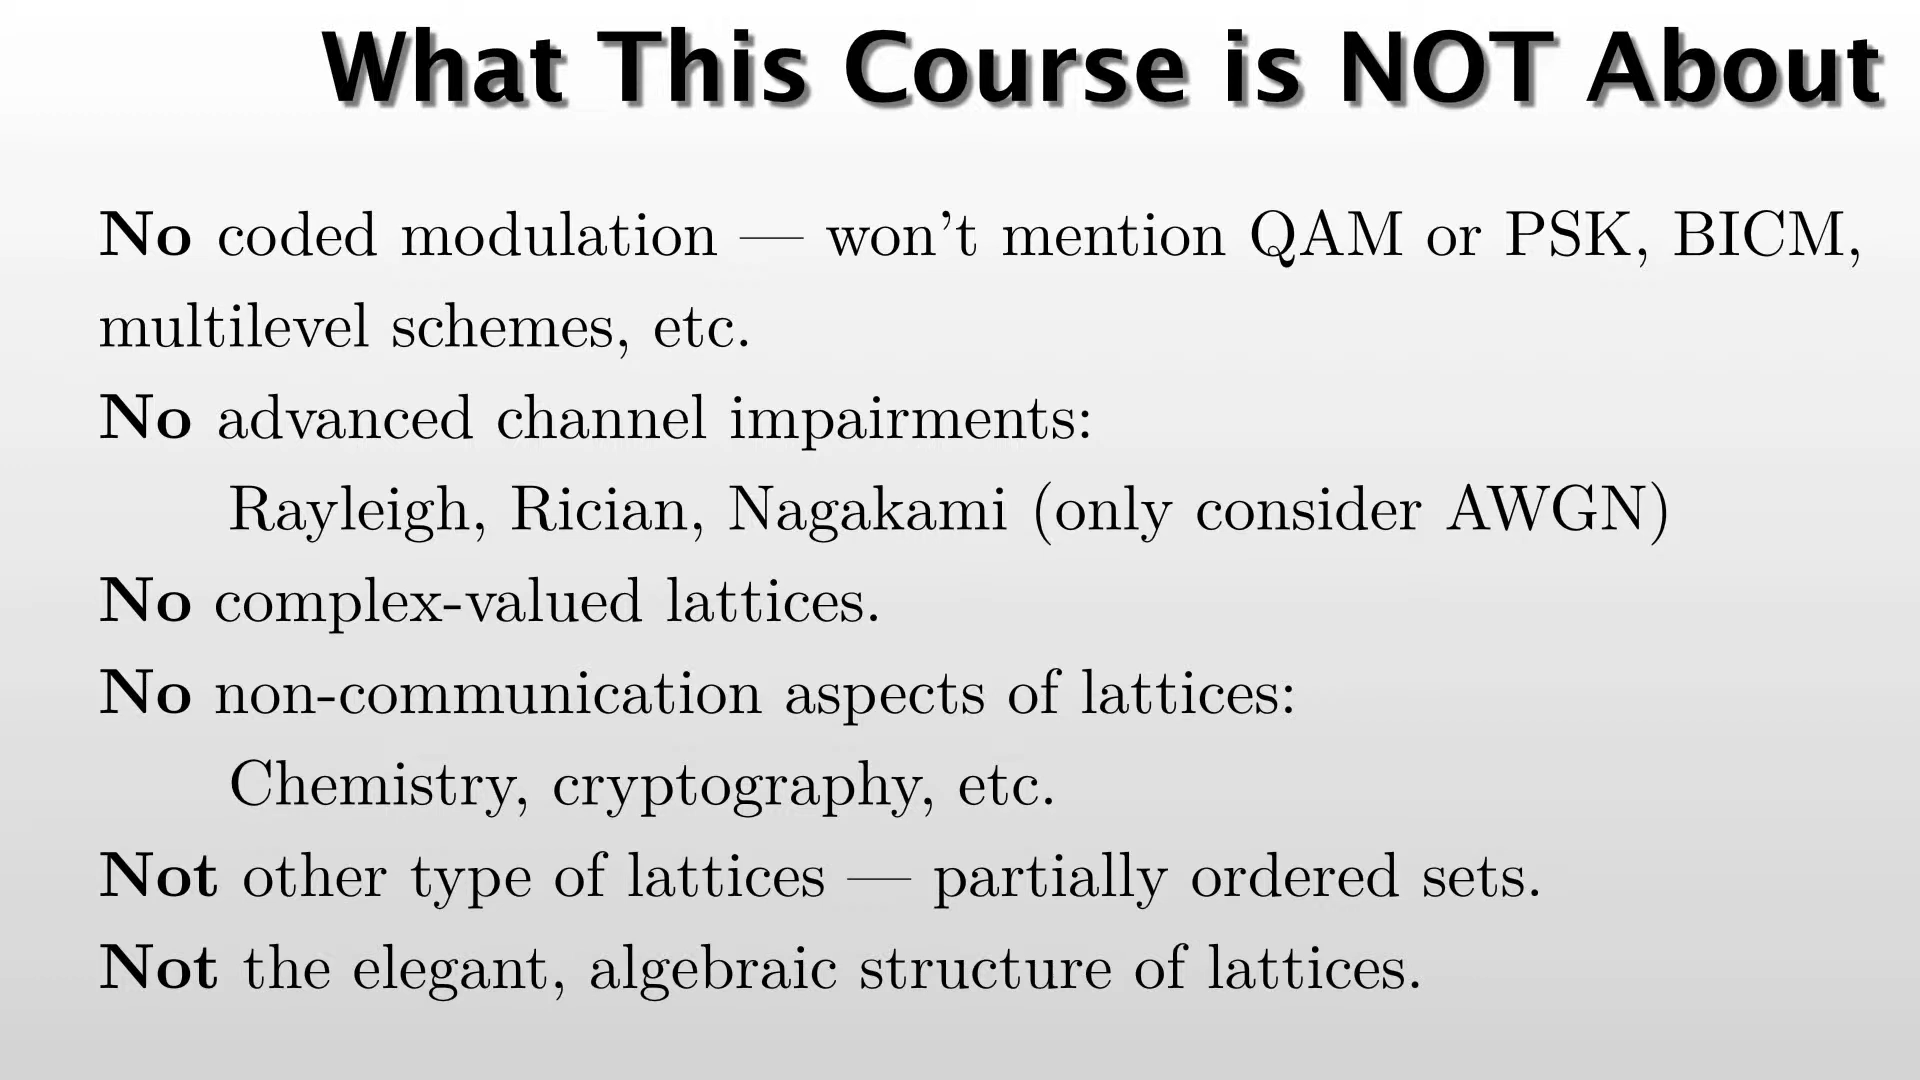 What This Course is NOT About
No coded modulation — won't mention QAM or PSK, BICM,
multilevel schemes, etc.
No advanced channel impairments:
Rayleigh, Rician, Nagakami (only consider AWGN)
No complex-valued lattices.
No non-communication aspects of lattices:
Chemistry, cryptography, etc.
Not other type of lattices — partially ordered sets.
Not the elegant, algebraic structure of lattices.